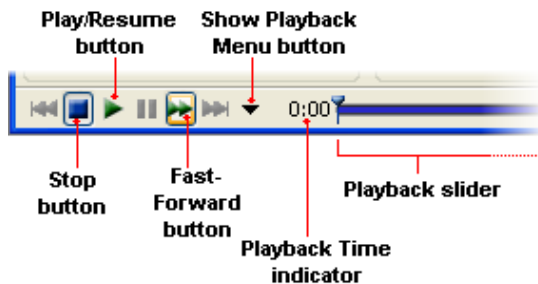 Play/Resume
button
Show Playback
Menu button
0:00
Stop
button
Fast-
Forward
button
Playback slider
Playback Time
indicator